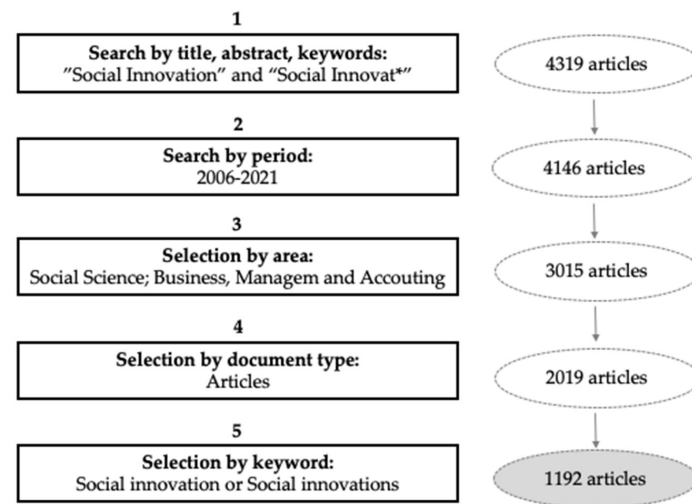 1
Search by title, abstract, keywords:
”Social Innovation” and “Social Innovat*”
4319 articles
2
Search by period:
2006-2021
4146 articles
3
Selection by area:
Social Science; Business, Managem and Accouting
3015 articles
4
Selection by document type:
Articles
2019 articles
5
Selection by keyword:
Social innovation or Social innovations
1192 articles